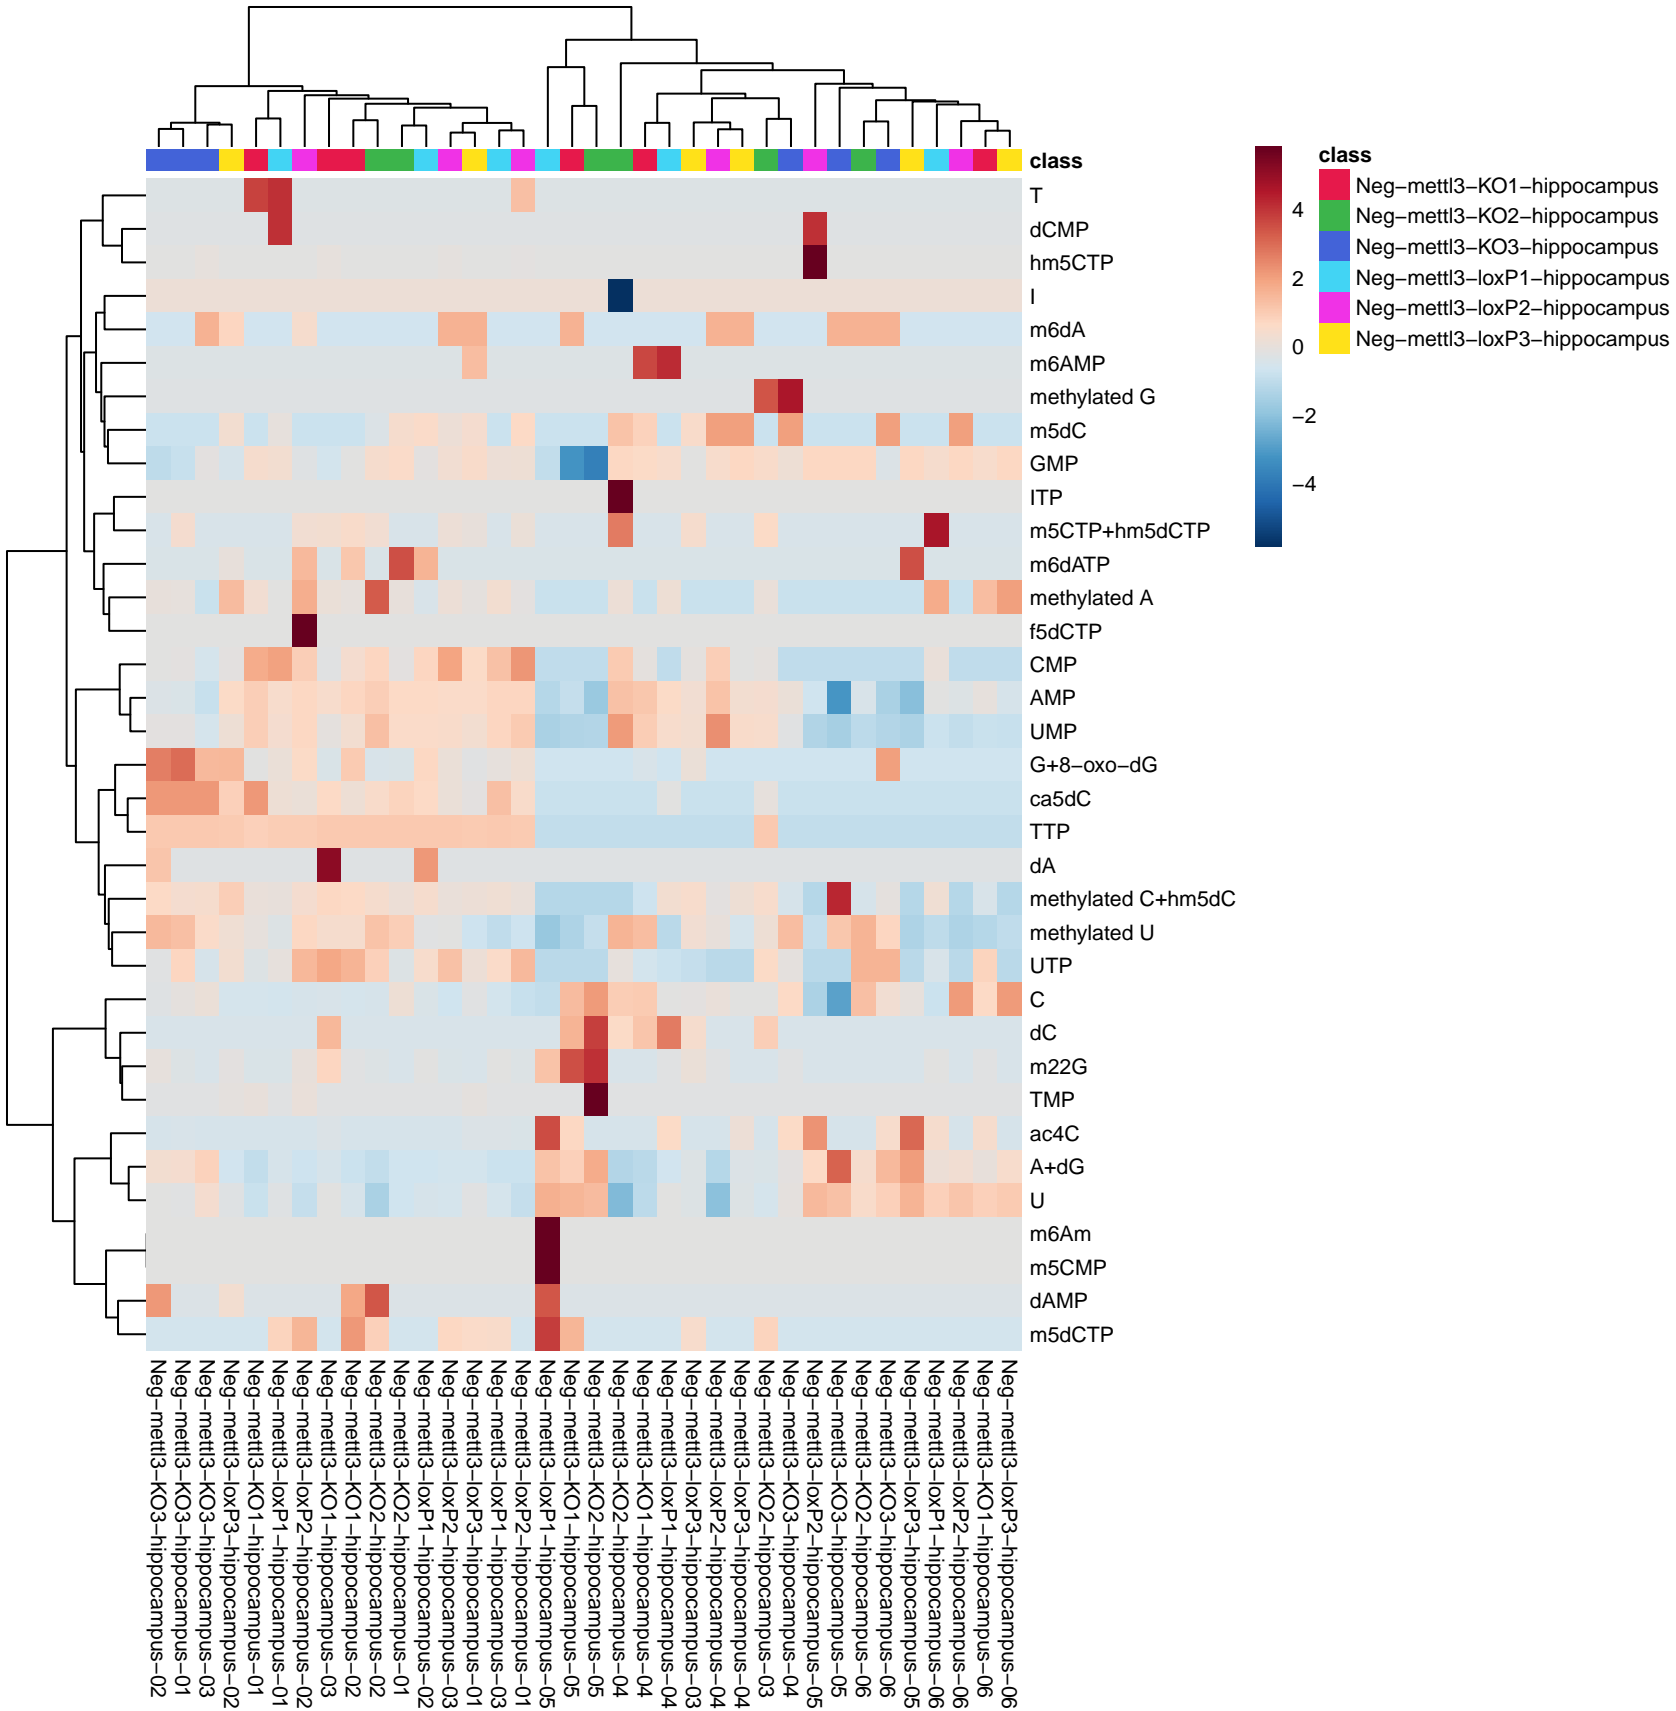 class
T
dCMP
hm5CTP
I
m6dA
m6AMP
methylated G
m5dC
GMP
ITP
m5CTP+hm5dCTP
m6dATP
methylated A
f5dCTP
CMP
AMP
UMP
G+8−oxo−dG
ca5dC
TTP
dA
methylated C+hm5dC
methylated U
UTP
C
dC
m22G
TMP
ac4C
A+dG
U
m6Am
m5CMP
dAMP
m5dCTP
4
2
0
−2
−4
class
Neg−mettl3−KO1−hippocampus
Neg−mettl3−KO2−hippocampus
Neg−mettl3−KO3−hippocampus
Neg−mettl3−loxP1−hippocampus
Neg−mettl3−loxP2−hippocampus
Neg−mettl3−loxP3−hippocampus
Neg−mettl3−KO3−hippocampus−02
Neg−mettl3−KO3−hippocampus−01
Neg−mettl3−KO3−hippocampus−03
Neg−mettl3−loxP3−hippocampus−02
Neg−mettl3−KO1−hippocampus−01
Neg−mettl3−loxP1−hippocampus−01
Neg−mettl3−loxP2−hippocampus−02
Neg−mettl3−KO1−hippocampus−03
Neg−mettl3−KO1−hippocampus−02
Neg−mettl3−KO2−hippocampus−02
Neg−mettl3−KO2−hippocampus−01
Neg−mettl3−loxP1−hippocampus−02
Neg−mettl3−loxP2−hippocampus−03
Neg−mettl3−loxP3−hippocampus−01
Neg−mettl3−loxP1−hippocampus−03
Neg−mettl3−loxP2−hippocampus−01
Neg−mettl3−loxP1−hippocampus−05
Neg−mettl3−KO1−hippocampus−05
Neg−mettl3−KO2−hippocampus−05
Neg−mettl3−KO2−hippocampus−04
Neg−mettl3−KO1−hippocampus−04
Neg−mettl3−loxP1−hippocampus−04
Neg−mettl3−loxP3−hippocampus−03
Neg−mettl3−loxP2−hippocampus−04
Neg−mettl3−loxP3−hippocampus−04
Neg−mettl3−KO2−hippocampus−03
Neg−mettl3−KO3−hippocampus−04
Neg−mettl3−loxP2−hippocampus−05
Neg−mettl3−KO3−hippocampus−05
Neg−mettl3−KO2−hippocampus−06
Neg−mettl3−KO3−hippocampus−06
Neg−mettl3−loxP3−hippocampus−05
Neg−mettl3−loxP1−hippocampus−06
Neg−mettl3−loxP2−hippocampus−06
Neg−mettl3−KO1−hippocampus−06
Neg−mettl3−loxP3−hippocampus−06